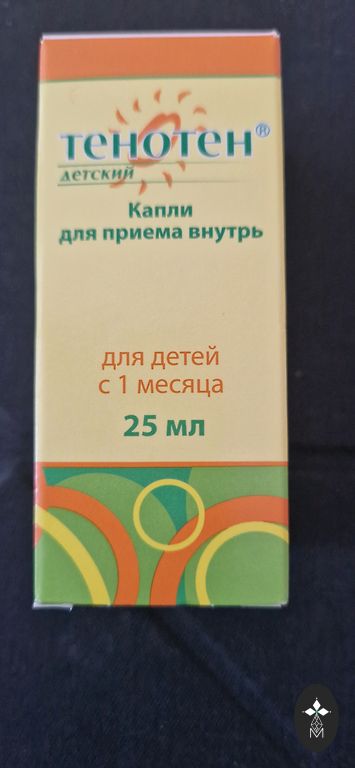 тенотен®
детский
Капли
для приема внутрь
для детей
с 1 месяца
25 мл
M